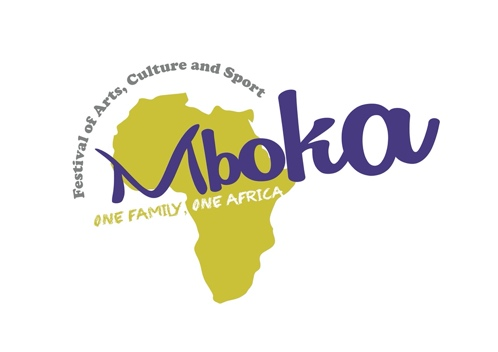 Festival of Arts, Culture and Sport
Mboka
ONE FAMILY, ONE AFRICA